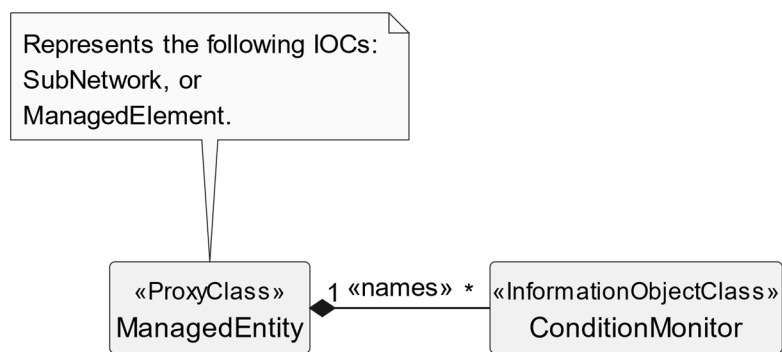 Represents the following IOCs:
SubNetwork, or
ManagedElement.
«ProxyClass»
ManagedEntity
1 «names» *
«InformationObjectClass»
ConditionMonitor